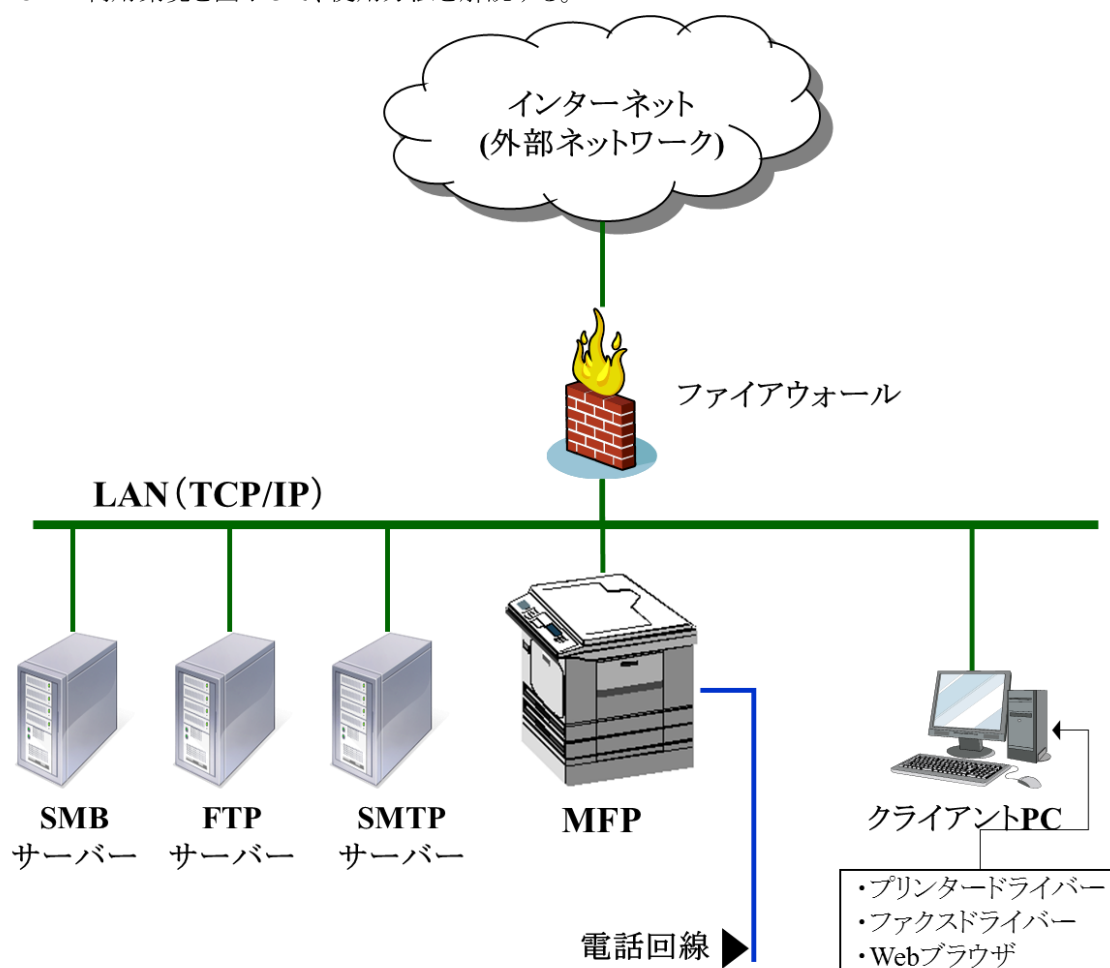 インターネット
(外部ネットワーク)
ファイアウォール
LAN（TCP/IP）
SMB
サーバー
FTP
サーバー
SMTP
サーバー
MFP
クライアントPC
・プリンタードライバー
・ファクスドライバー
・Webブラウザ
電話回線